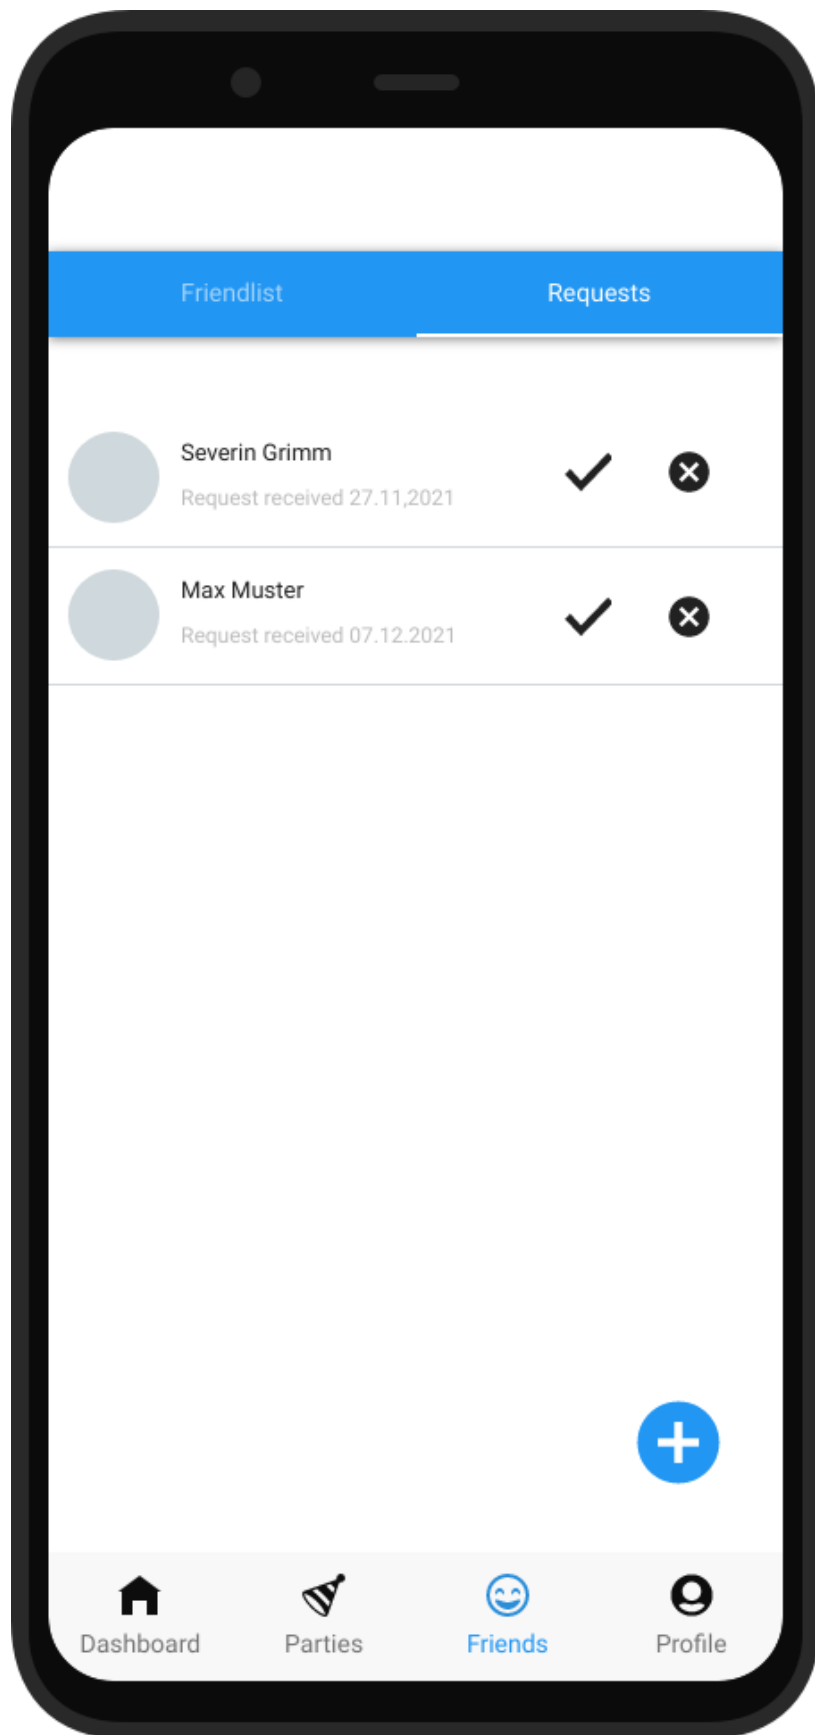 Friendlist Requests
Severin Grimm
Request received 27.11,2021
Max Muster
Request received 07.12.2021
Dashboard Parties Friends Profile